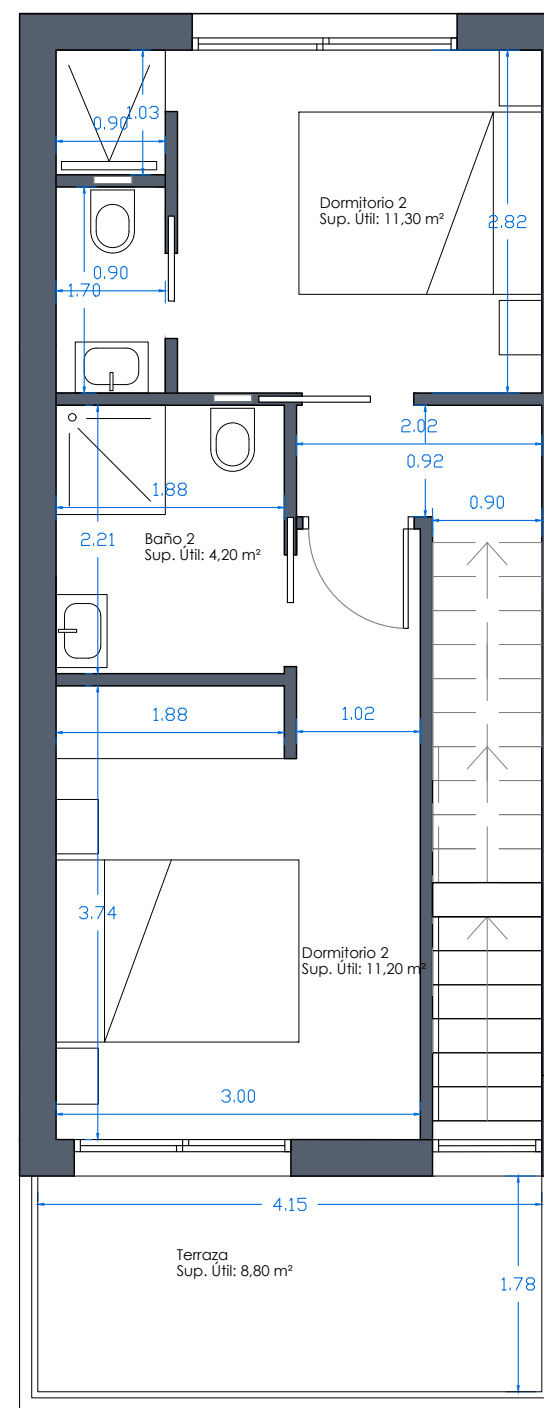 1.03
0.90
Dormitorio 2
Sup. Útil: 11,30 m²
2.82
0.90
1.70
2.02
0.92
1.88
0.90
2.21
Baño 2
Sup. Útil: 4,20 m²
1.88
1.02
3.74
Dormitorio 2
Sup. Útil: 11,20 m²
3.00
4.15
Terraza
Sup. Útil: 8,80 m²
1.78